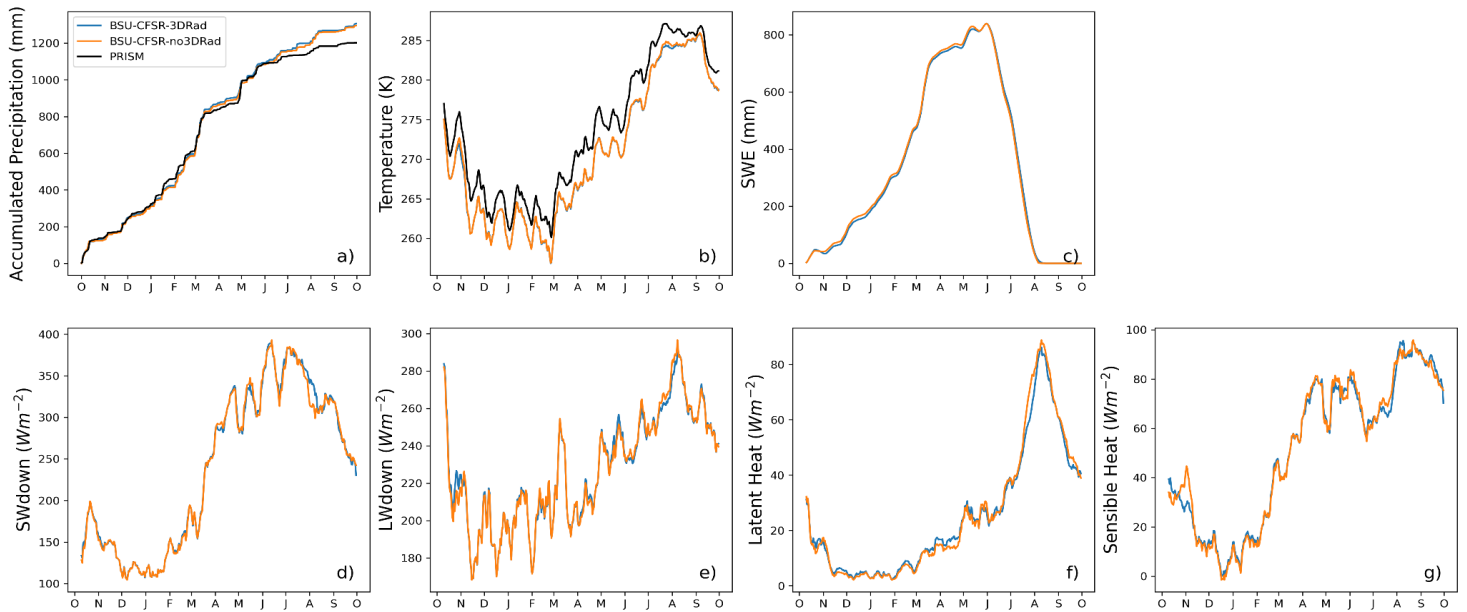 Accumulated Precipitation (mm)
1200
1000
800
600
400
200
0
BSU-CFSR-3DRad
BSU-CFSR-no3DRad
PRISM
a)
O N D J F M A M J J A S O
Temperature (K)
285
280
275
270
265
260
b)
O N D J F M A M J J A S O
SWE (mm)
800
600
400
200
0
c)
O N D J F M A M J J A S O
SWdown (Wm⁻²)
400
350
300
250
200
150
100
d)
O N D J F M A M J J A S O
LWdown (Wm⁻²)
300
280
260
240
220
200
180
e)
O N D J F M A M J J A S O
Latent Heat (Wm⁻²)
80
60
40
20
0
f)
O N D J F M A M J J A S O
Sensible Heat (Wm⁻²)
100
80
60
40
20
0
g)
O N D J F M A M J J A S O